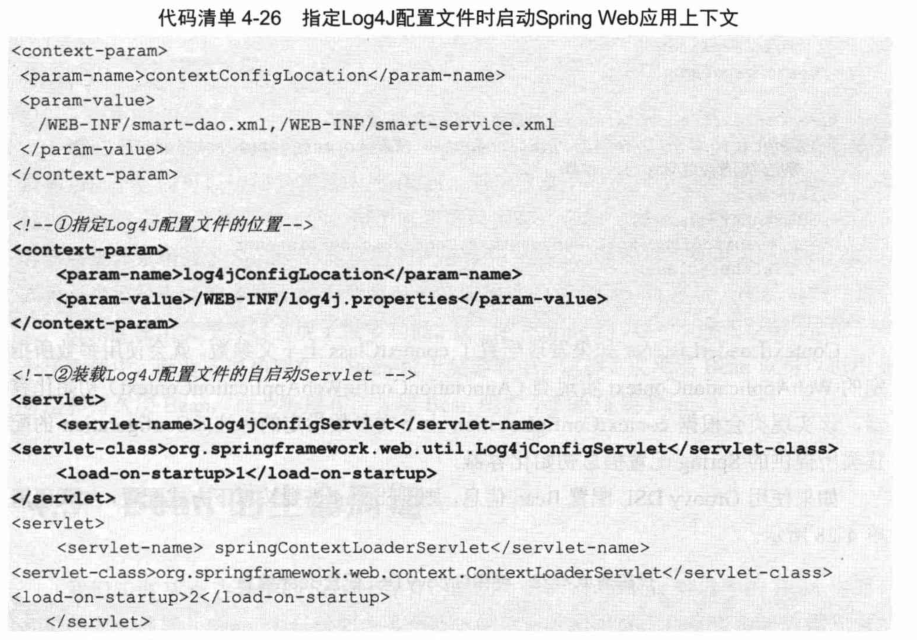 代码清单 4-26 指定Log4J配置文件时启动Spring Web应用上下文
<context-param>
<param-name>contextConfigLocation</param-name>
<param-value>
/WEB-INF/smart-dao.xml,/WEB-INF/smart-service.xml
</param-value>
</context-param>
<!--①指定Log4J配置文件的位置-->
<context-param>
<param-name>log4jConfigLocation</param-name>
<param-value>/WEB-INF/log4j.properties</param-value>
</context-param>
<!--②装载Log4J配置文件的自启动Servlet -->
<servlet>
<servlet-name>log4jConfigServlet</servlet-name>
<servlet-class>org.springframework.web.util.Log4jConfigServlet</servlet-class>
<load-on-startup>1</load-on-startup>
</servlet>
<servlet>
<servlet-name> springContextLoaderServlet</servlet-name>
<servlet-class>org.springframework.web.context.ContextLoaderServlet</servlet-class>
<load-on-startup>2</load-on-startup>
</servlet>